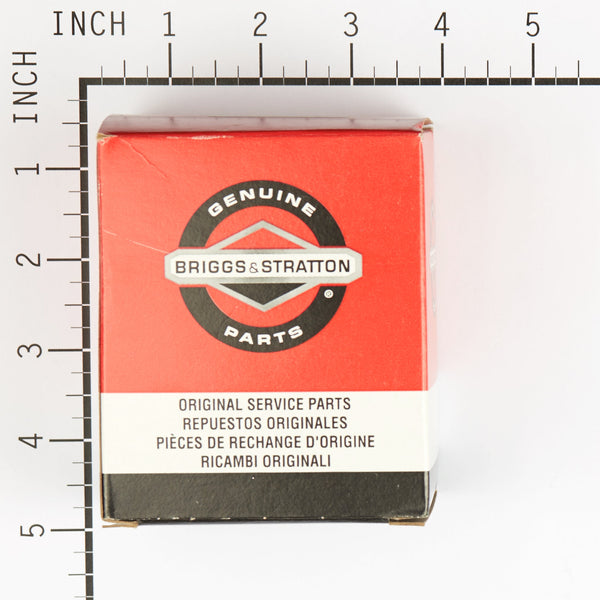 INCH 1 2 3 4 5
INCH
1
2
3
4
5
GENUINE
BRIGGS & STRATTON
®
PARTS
ORIGINAL SERVICE PARTS
REPUESTOS ORIGINALES
PIÈCES DE RECHANGE D'ORIGINE
RICAMBI ORIGINALI